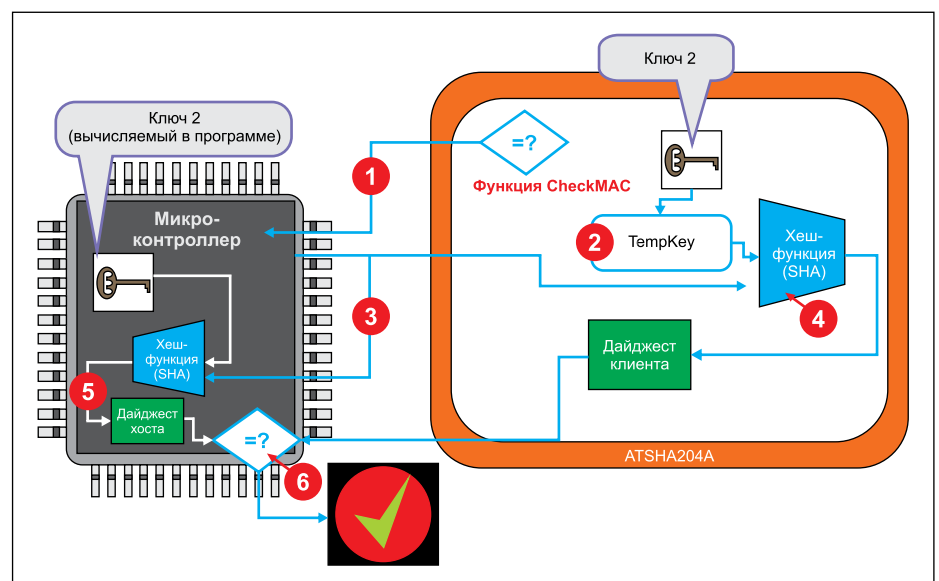 Ключ 2
Ключ 2
(вычисляемый в программе)
=?
1
Функция CheckMAC
Микро-
контроллер
2
TempKey
Хеш-
функция
(SHA)
3
4
Хеш-
функция
(SHA)
Дайджест
клиента
5
Дайджест
хоста
=?
ATSHA204A
6